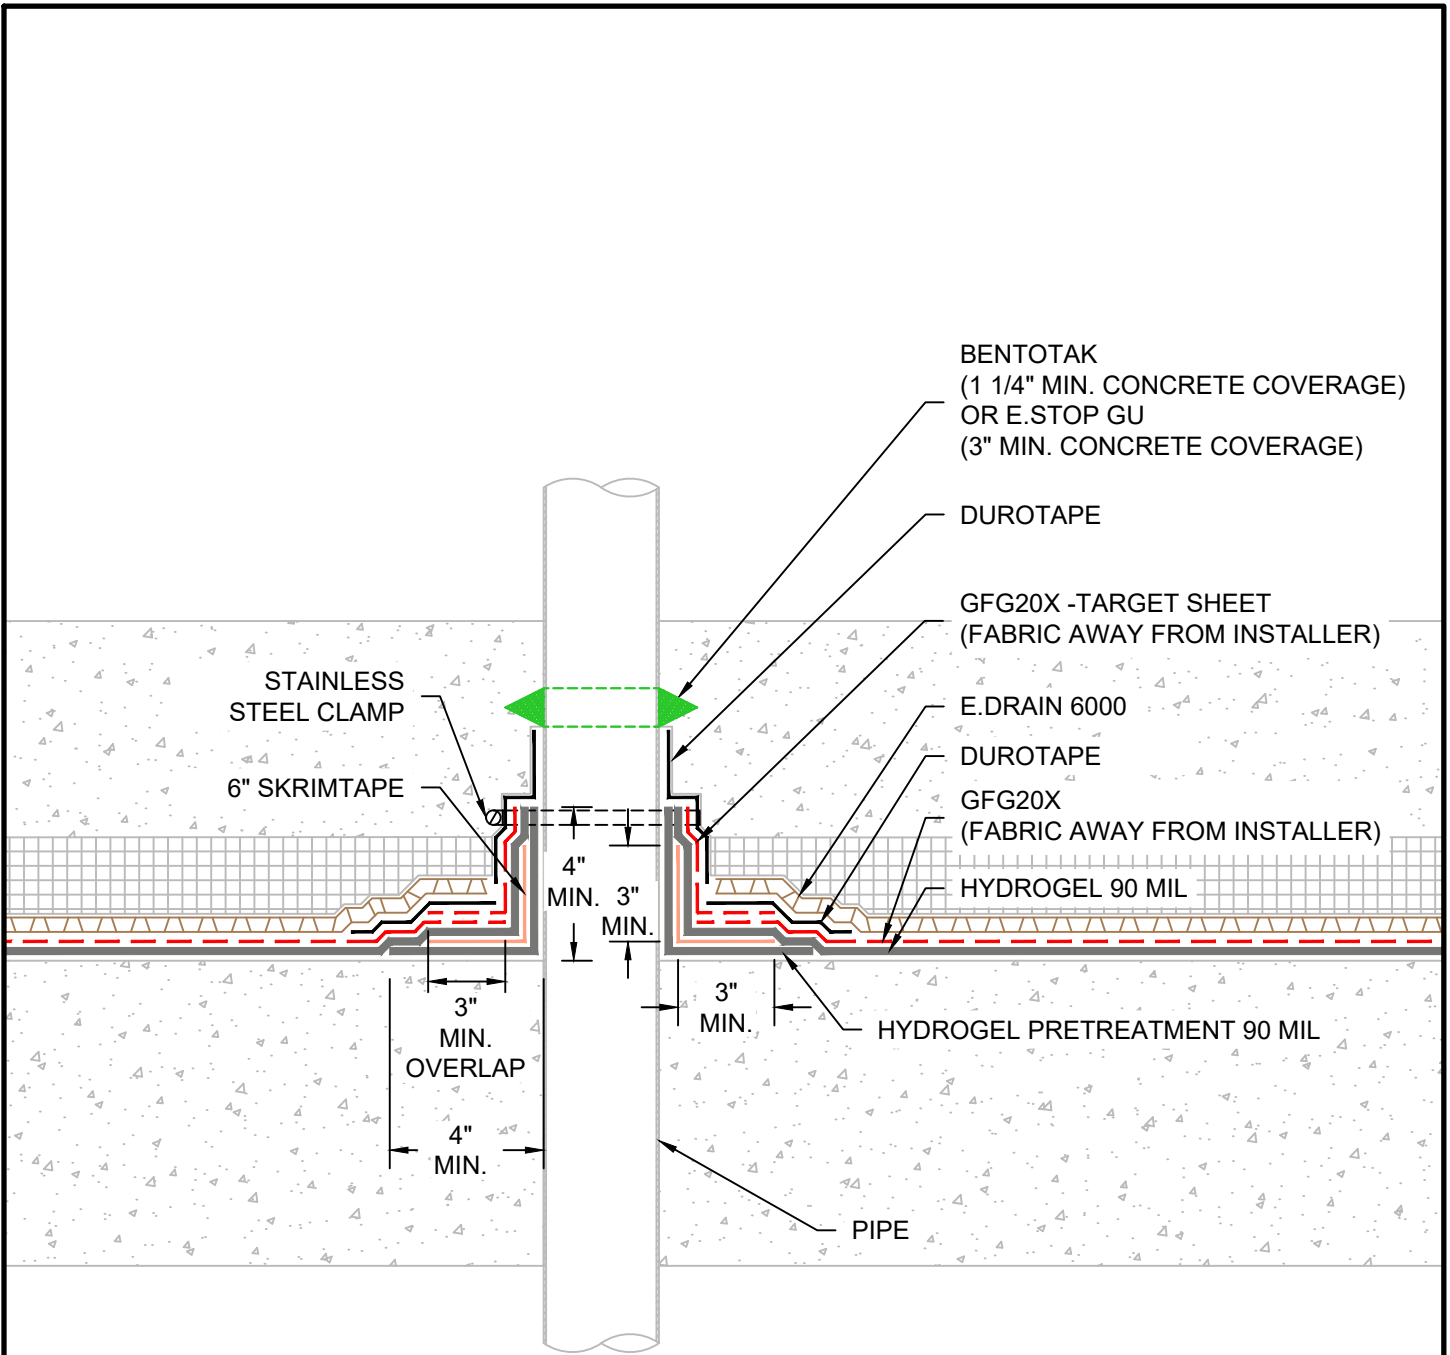 BENTOTAK
(1 1/4" MIN. CONCRETE COVERAGE)
OR E.STOP GU
(3" MIN. CONCRETE COVERAGE)
DUROTAPE
GFG20X -TARGET SHEET
(FABRIC AWAY FROM INSTALLER)
STAINLESS
STEEL CLAMP
E.DRAIN 6000
DUROTAPE
6" SKRIMTAPE
GFG20X
(FABRIC AWAY FROM INSTALLER)
4"
MIN.
3"
MIN.
HYDROGEL 90 MIL
3"
MIN.
OVERLAP
3"
MIN.
HYDROGEL PRETREATMENT 90 MIL
4"
MIN.
PIPE